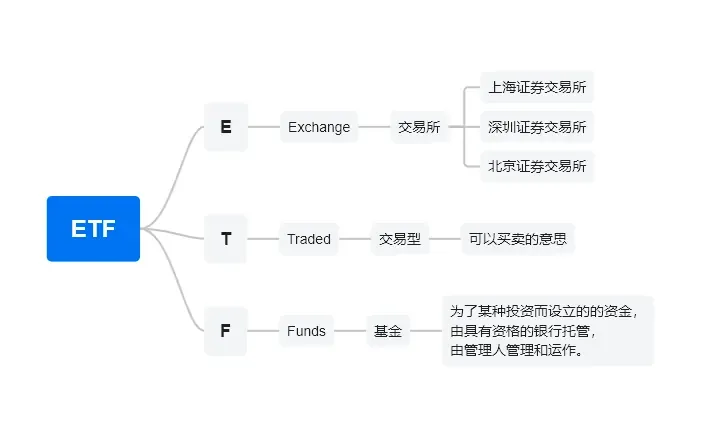 ETF
E
Exchange
交易所
上海证券交易所
深圳证券交易所
北京证券交易所
T
Traded
交易型
可以买卖的意思
F
Funds
基金
为了某种投资而设立的的资金，
由具有资格的银行托管，
由管理人管理和运作。